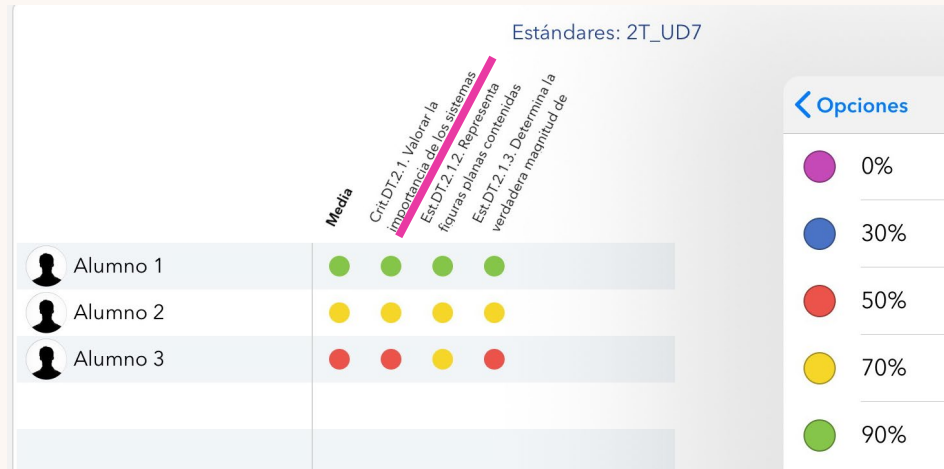 Estándares: 2T_UD7
Media
Crit.DT.2.1. Valorar la
importancia de los sistemas
Est.DT.2.1.2. Representa
figuras planas contenidas
Est.DT.2.1.3. Determina la
verdadera magnitud de
Opciones
0%
30%
50%
70%
90%
Alumno 1
Alumno 2
Alumno 3